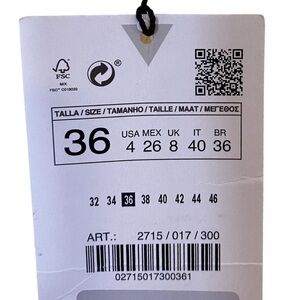 FSC
MIX
FSC® C019020
TALLA / SIZE / TAMANHO / TAILLE / MAAT / ΜΕΓΕΘΟΣ
36
USA MEX UK IT BR
4 26 8 40 36
32 34 36 38 40 42 44 46
ART.: 2715 / 017 / 300
02715017300361